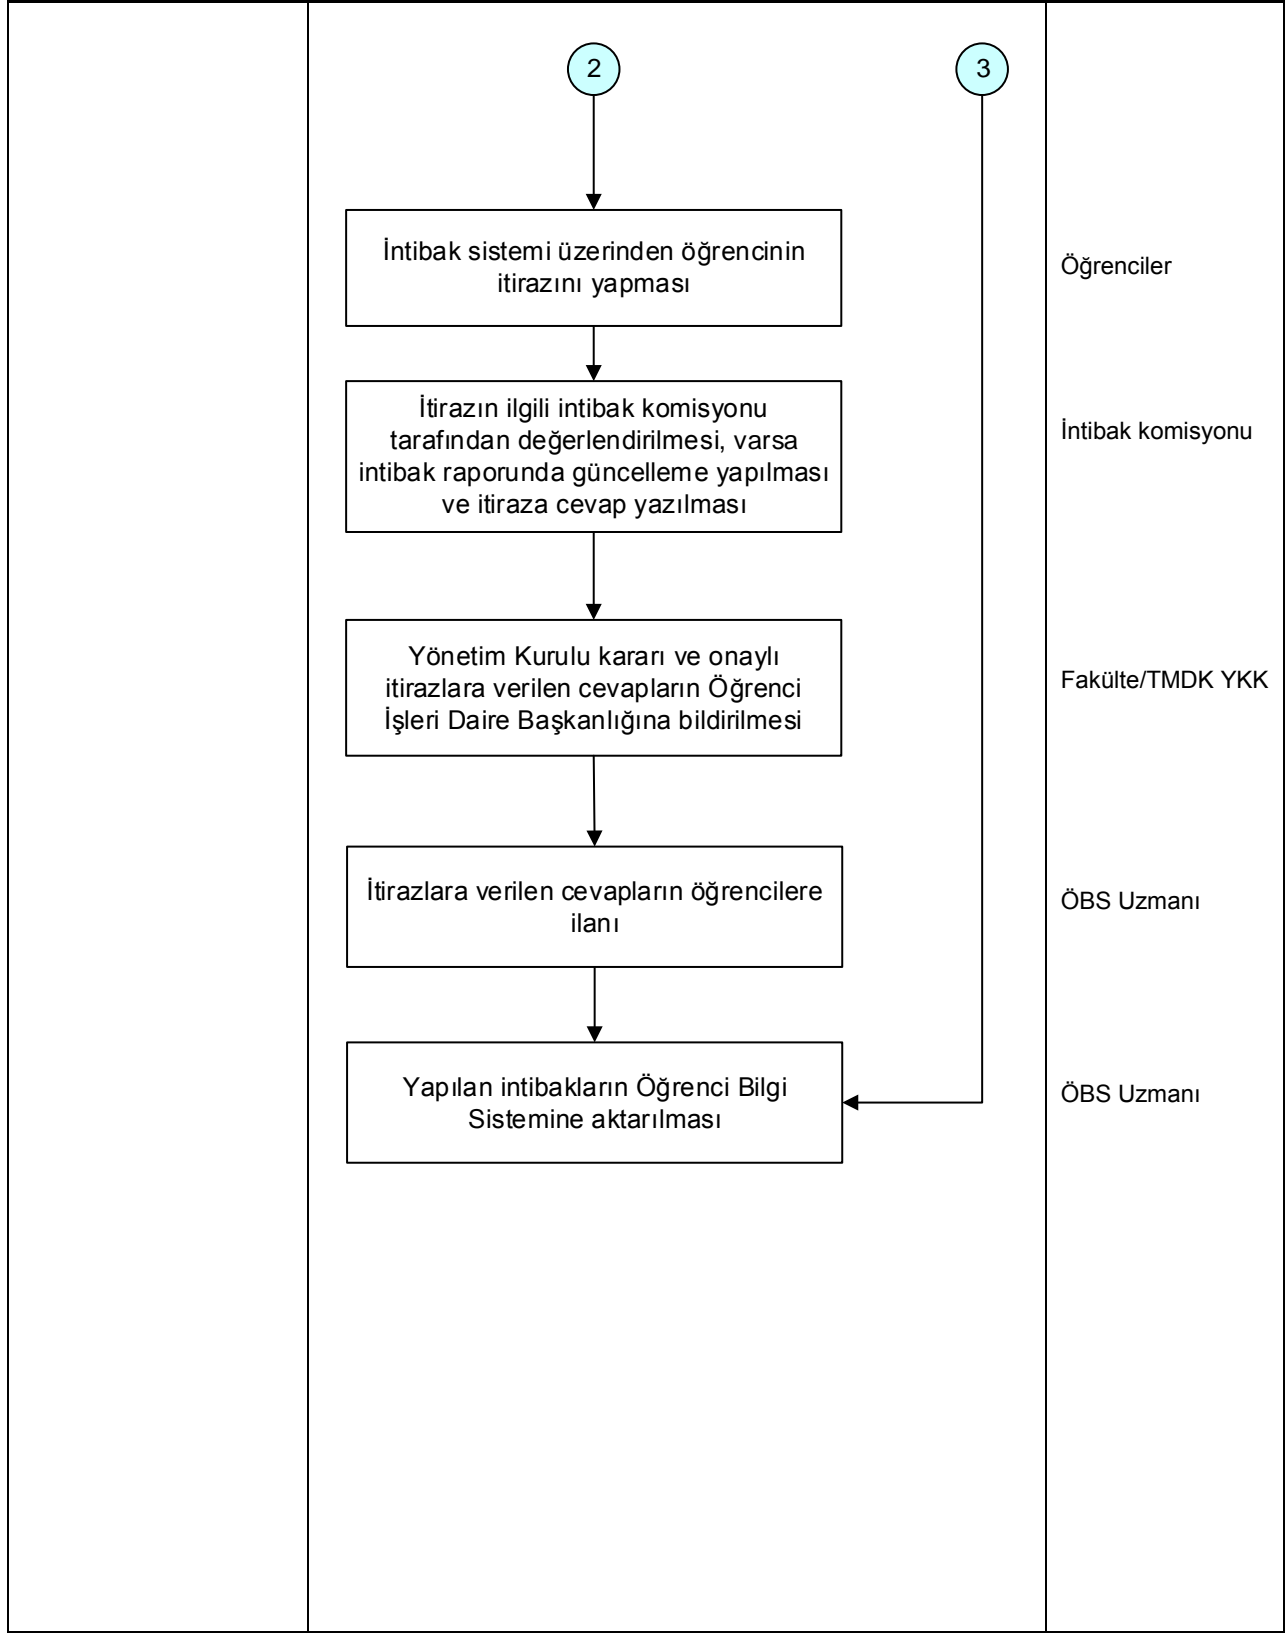 2
3
İntibak sistemi üzerinden öğrencinin
itirazını yapması
Öğrenciler
İtirazın ilgili intibak komisyonu
tarafından değerlendirilmesi, varsa
intibak raporunda güncelleme yapılması
ve itiraza cevap yazılması
İntibak komisyonu
Yönetim Kurulu kararı ve onaylı
itirazlara verilen cevapların Öğrenci
İşleri Daire Başkanlığına bildirilmesi
Fakülte/TMDK YKK
İtirazlara verilen cevapların öğrencilere
ilanı
ÖBS Uzmanı
Yapılan intibakların Öğrenci Bilgi
Sistemine aktarılması
ÖBS Uzmanı